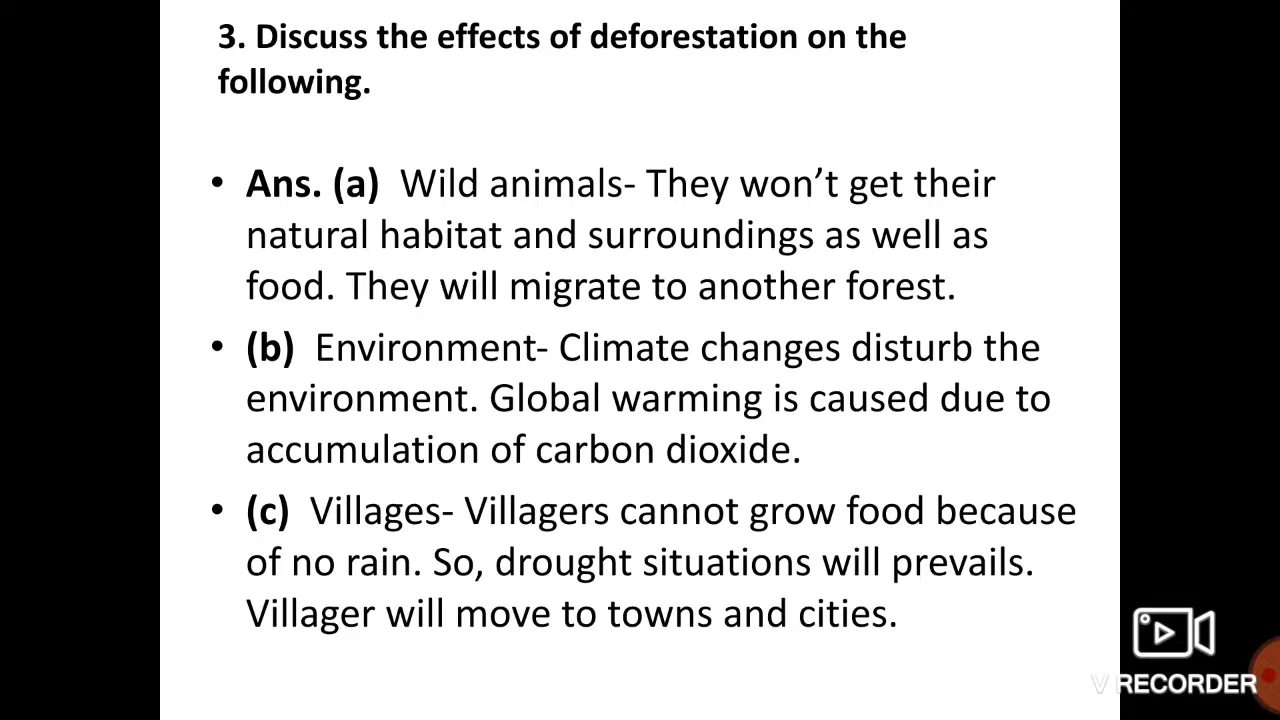 3. Discuss the effects of deforestation on the
following.
• Ans. (a) Wild animals- They won’t get their
natural habitat and surroundings as well as
food. They will migrate to another forest.
• (b) Environment- Climate changes disturb the
environment. Global warming is caused due to
accumulation of carbon dioxide.
• (c) Villages- Villagers cannot grow food because
of no rain. So, drought situations will prevails.
Villager will move to towns and cities.
V RECORDER